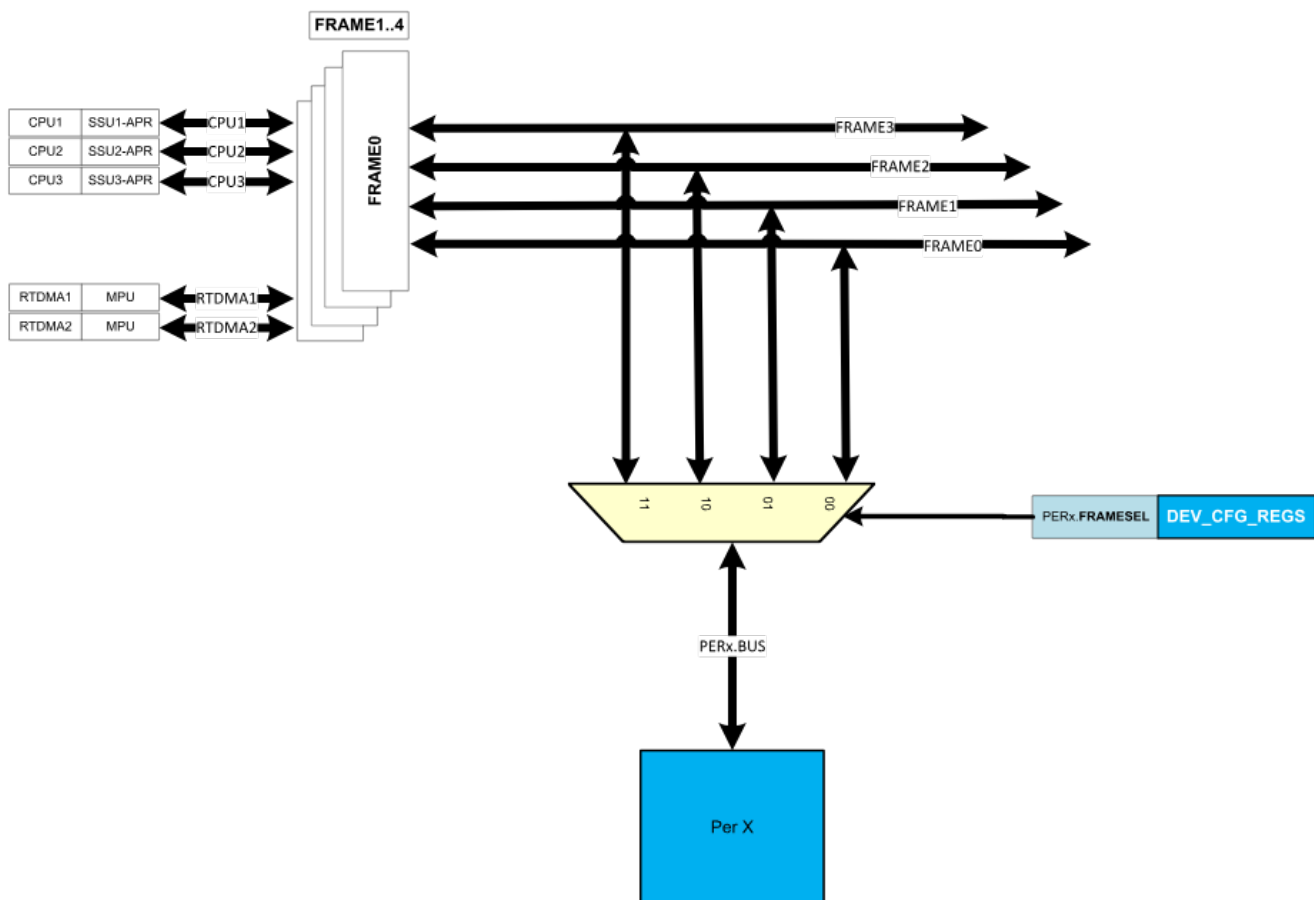 FRAME1..4
CPU1 SSU1-APR CPU1
CPU2 SSU2-APR CPU2
CPU3 SSU3-APR CPU3
RTDMA1 MPU RTDMA1
RTDMA2 MPU RTDMA2
FRAME0
FRAME3
FRAME2
FRAME1
FRAME0
11 10 01 00
PERx.FRAMESEL DEV_CFG_REGS
PERx.BUS
Per X